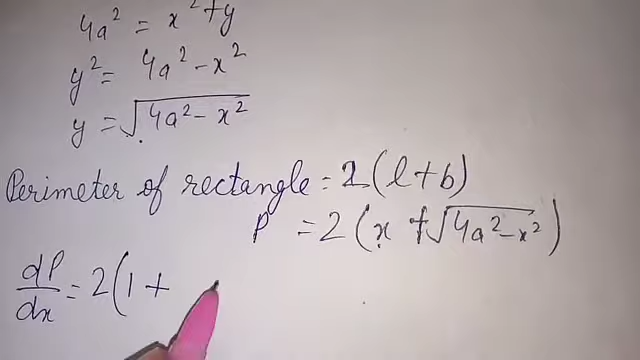 4a² = x² + y
y² = 4a² - x²
y = √4a² - x²
Perimeter of rectangle = 2(l+b)
P = 2(x + √4a² - x²)
dP/dx = 2(1 +